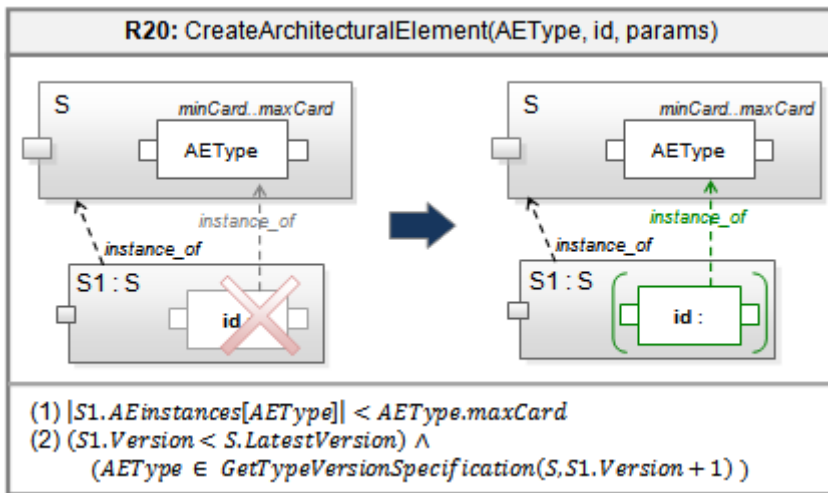 R20: CreateArchitecturalElement(AEType, id, params)
S
minCard..maxCard
AEType
instance_of
instance_of
S1 : S
id :
S
minCard..maxCard
AEType
instance_of
instance_of
S1 : S
id :
(1) |S1.AEinstances[AEType]| < AEType.maxCard
(2) (S1.Version < S.LatestVersion) ∧
(AEType ∈ GetTypeVersionSpecification(S,S1.Version + 1) )